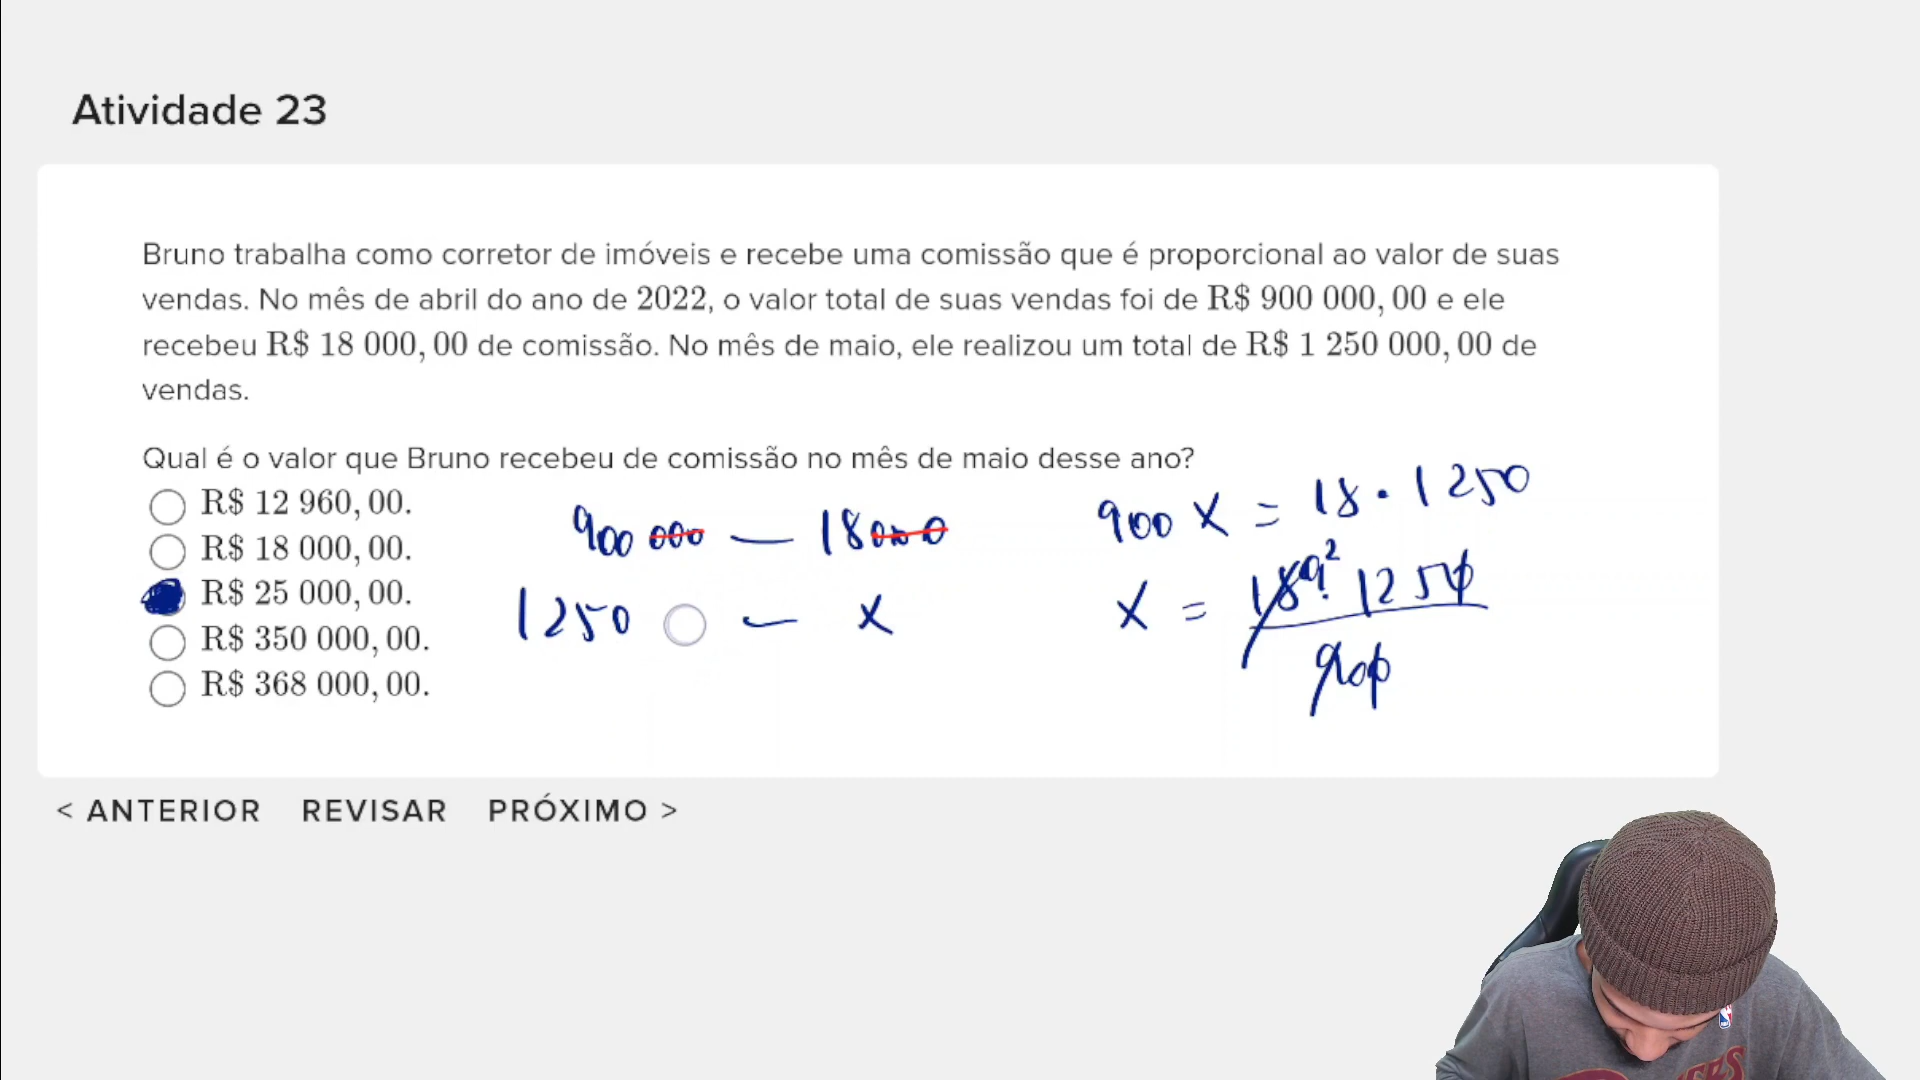 Atividade 23
Bruno trabalha como corretor de imóveis e recebe uma comissão que é proporcional ao valor de suas
vendas. No mês de abril do ano de 2022, o valor total de suas vendas foi de R$ 900 000, 00 e ele
recebeu R$ 18 000, 00 de comissão. No mês de maio, ele realizou um total de R$ 1 250 000, 00 de
vendas.
Qual é o valor que Bruno recebeu de comissão no mês de maio desse ano?
R$ 12 960, 00.
R$ 18 000, 00.
R$ 25 000, 00.
R$ 350 000, 00.
R$ 368 000, 00.
900 000 — 18000
1250 — x
900 x = 18 · 1250
x = 18 2 · 1250
900
< ANTERIOR REVISAR PRÓXIMO >